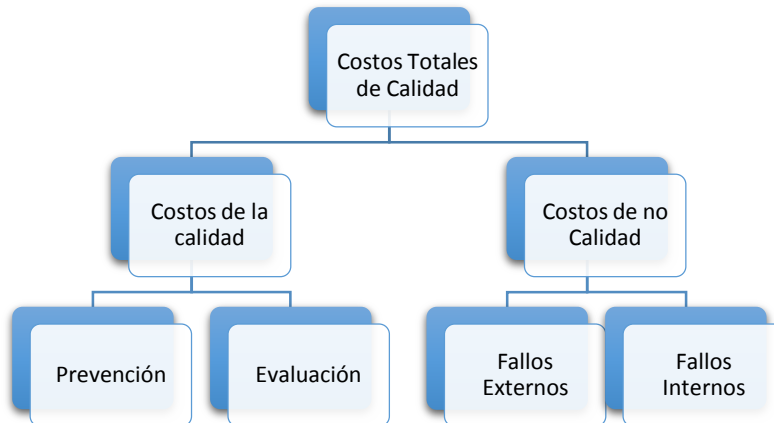 Costos Totales
de Calidad
Costos de la
calidad
Costos de no
Calidad
Prevención
Evaluación
Fallos
Externos
Fallos
Internos